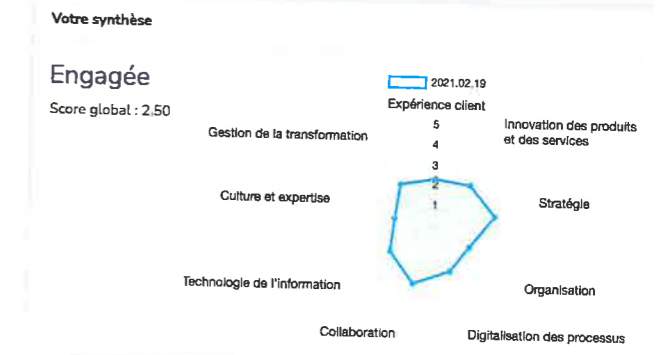 Votre synthèse
Engagée
Score global : 2.50
2021.02.19
Expérience client
5
4
3
2
1
Innovation des produits
et des services
Stratégie
Organisation
Digitalisation des processus
Collaboration
Technologie de l'information
Culture et expertise
Gestion de la transformation